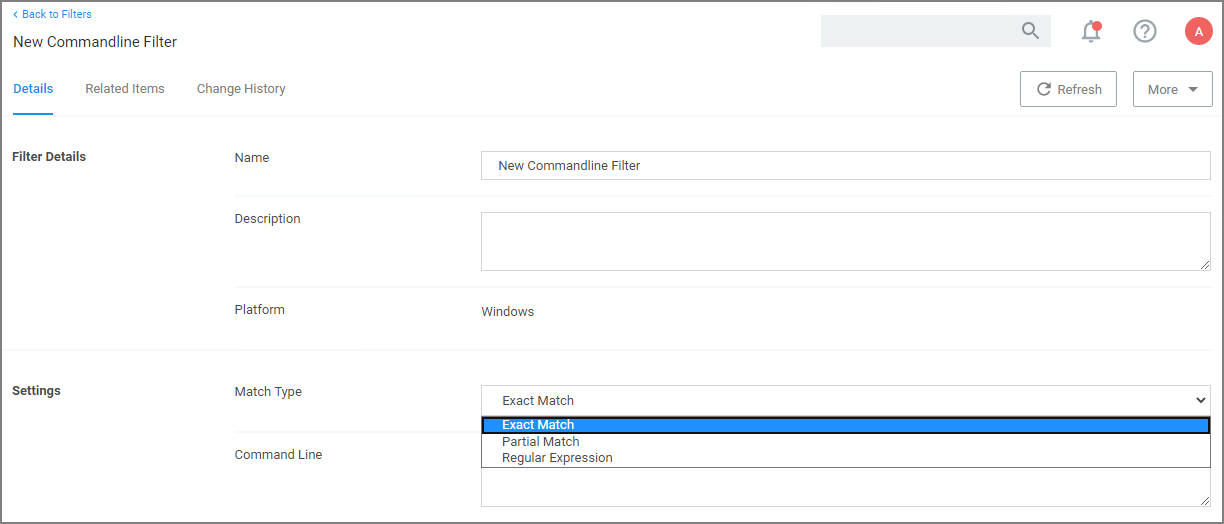 Back to Filters
New Commandline Filter
A
Details
Related Items
Change History
Refresh
More
Filter Details
Name
New Commandline Filter
Description
Platform
Windows
Settings
Match Type
Exact Match
Exact Match
Partial Match
Regular Expression
Command Line